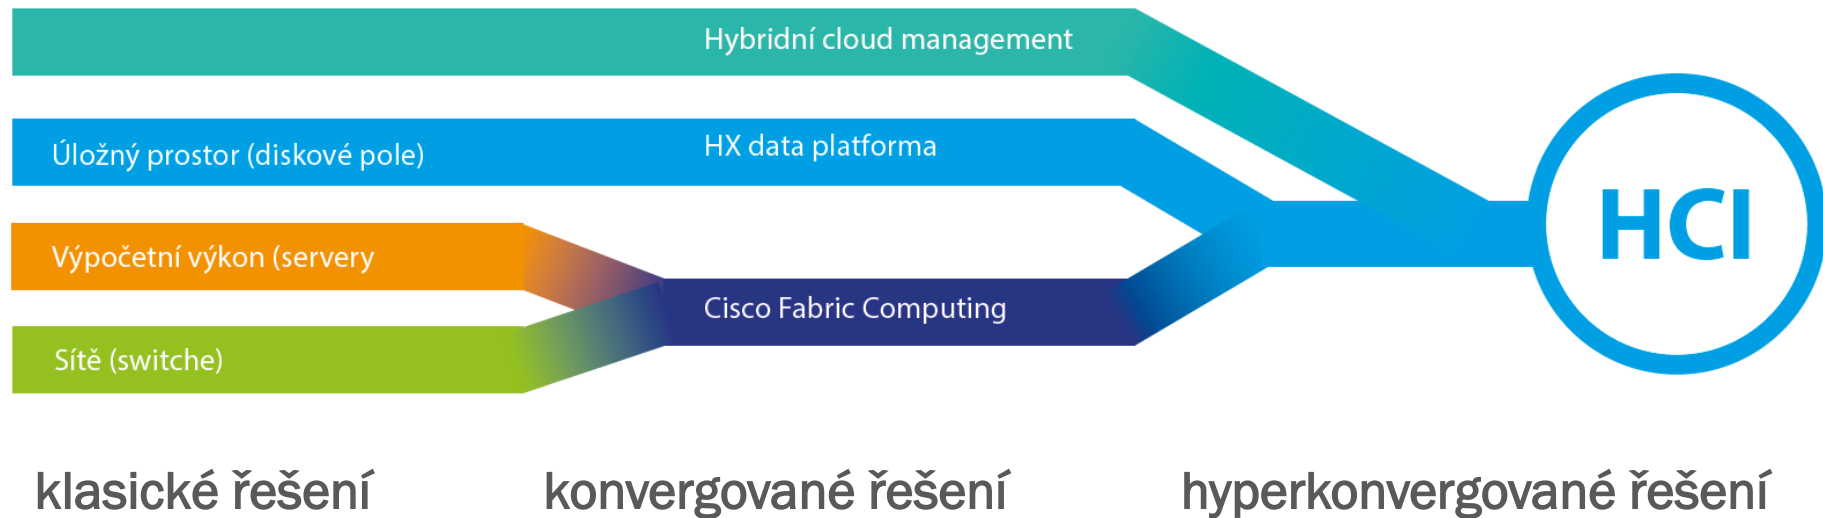 Hybridní cloud management
Úložný prostor (diskové pole)
HX data platforma
Výpočetní výkon (servery
Cisco Fabric Computing
Sítě (switche)
HCI
klasické řešení
konvergované řešení
hyperkonvergované řešení